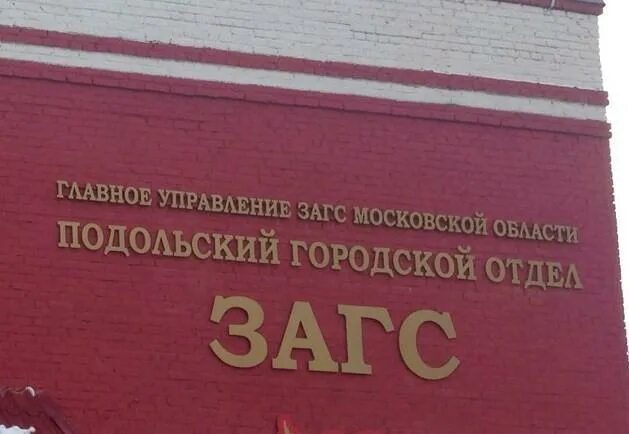 ГЛАВНОЕ УПРАВЛЕНИЕ ЗАГС МОСКОВСКОЙ ОБЛАСТИ
ПОДОЛЬСКИЙ ГОРОДСКОЙ ОТДЕЛ
ЗАГС